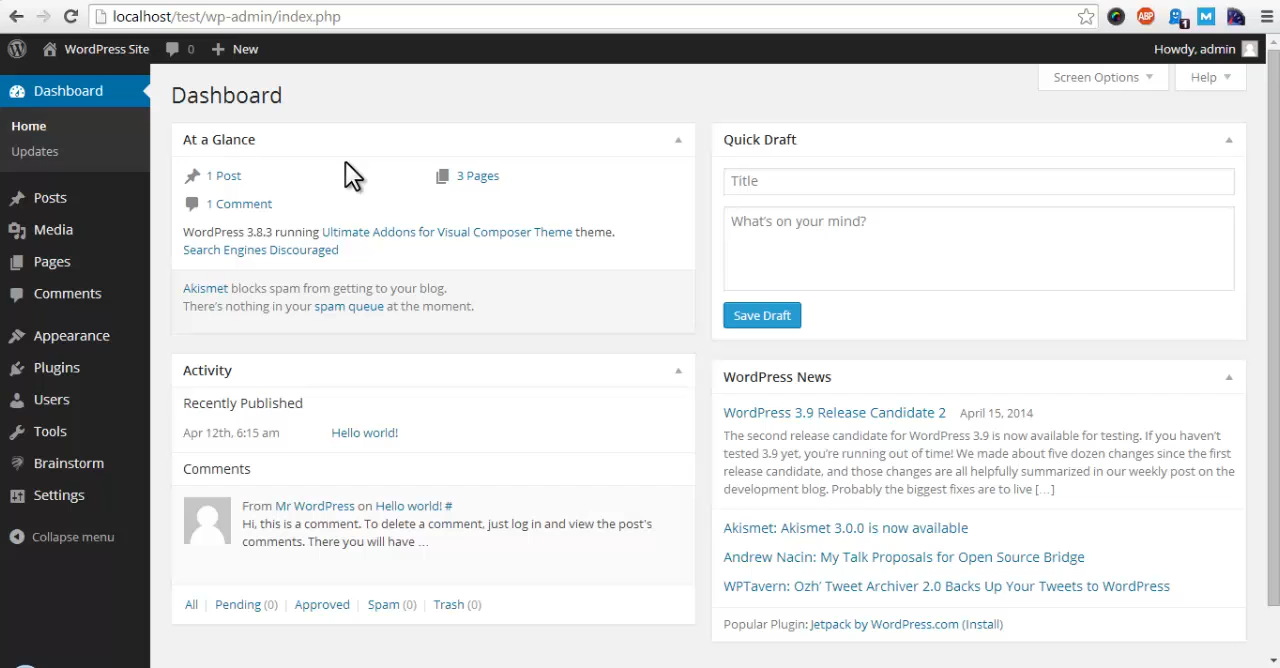 localhost/test/wp-admin/index.php
ABP
1
M
WordPress Site
0
New
Howdy, admin
Dashboard
Home
Updates
Posts
Media
Pages
Comments
Appearance
Plugins
Users
Tools
Brainstorm
Settings
Collapse menu
Screen Options
Help
Dashboard
At a Glance
1 Post
3 Pages
1 Comment
WordPress 3.8.3 running Ultimate Addons for Visual Composer Theme theme.
Search Engines Discouraged
Akismet blocks spam from getting to your blog.
There's nothing in your spam queue at the moment.
Activity
Recently Published
Apr 12th, 6:15 am Hello world!
Comments
From Mr WordPress on Hello world! #
Hi, this is a comment. To delete a comment, just log in and view the post's
comments. There you will have ...
All | Pending (0) | Approved | Spam (0) | Trash (0)
Quick Draft
Title
What's on your mind?
Save Draft
WordPress News
WordPress 3.9 Release Candidate 2 April 15, 2014
The second release candidate for WordPress 3.9 is now available for testing. If you haven't
tested 3.9 yet, you're running out of time! We made about five dozen changes since the first
release candidate, and those changes are all helpfully summarized in our weekly post on the
development blog. Probably the biggest fixes are to live [...]
Akismet: Akismet 3.0.0 is now available
Andrew Nacin: My Talk Proposals for Open Source Bridge
WPTavern: Ozh' Tweet Archiver 2.0 Backs Up Your Tweets to WordPress
Popular Plugin: Jetpack by WordPress.com (Install)